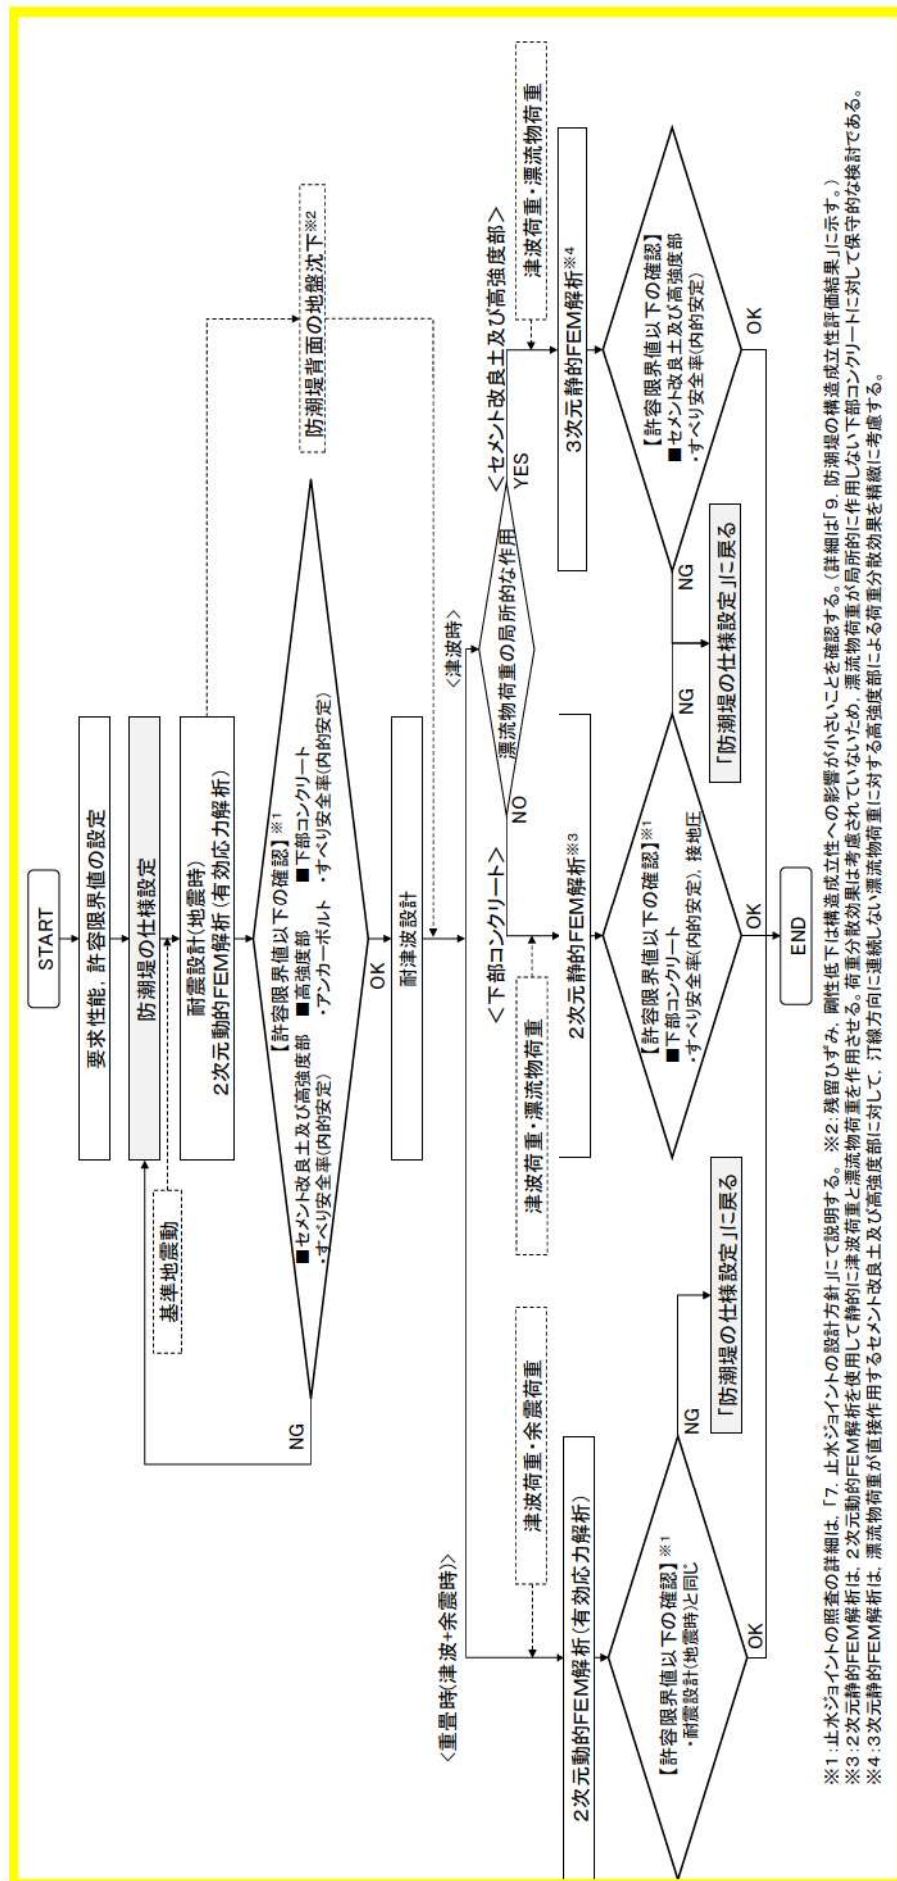 START
要求性能，許容限界値の設定
防潮堤の仕様設定
基準地震動
耐震設計(地震時)
2次元動的FEM解析(有効応力解析)
【許容限界値以下の確認】※1
■セメント改良土及び高強度部　■高強度部　■下部コンクリート
・すべり安全率(内的安定)　・アンカーボルト　・すべり安全率(内的安定)
NG
OK
防潮堤背面の地盤沈下※2
耐津波設計
<重畳時(津波+余震時)>
<津波時>
漂流物荷重の局所的な作用
NO
YES
<下部コンクリート>
<セメント改良土及び高強度部>
津波荷重・余震荷重
津波荷重・漂流物荷重
津波荷重・漂流物荷重
2次元動的FEM解析(有効応力解析)
2次元静的FEM解析※3
3次元静的FEM解析※4
【許容限界値以下の確認】※1
・耐震設計(地震時)と同じ
NG
OK
「防潮堤の仕様設定」に戻る
【許容限界値以下の確認】※1
■下部コンクリート
・すべり安全率(内的安定)，接地圧
NG
OK
【許容限界値以下の確認】
■セメント改良土及び高強度部
・すべり安全率(内的安定)
NG
OK
「防潮堤の仕様設定」に戻る
END
※1：止水ジョイントの照査の詳細は，「7．止水ジョイントの設計方針」にて説明する。　※2：残留ひずみ，剛性低下は構造成立性への影響が小さいことを確認する。（詳細は「9．防潮堤の構造成立性評価結果」に示す。）
※3：2次元静的FEM解析は，2次元動的FEM解析を使用して静的に津波荷重と漂流物荷重を作用させる。荷重分散効果は考慮されていないため，漂流物荷重が局所的に作用しない下部コンクリートに対して保守的な検討である。
※4：3次元静的FEM解析は，漂流物荷重が直接作用するセメント改良土及び高強度部に対して，汀線方向に連続しない漂流物荷重に対する高強度部による荷重分散効果を精緻に考慮する。